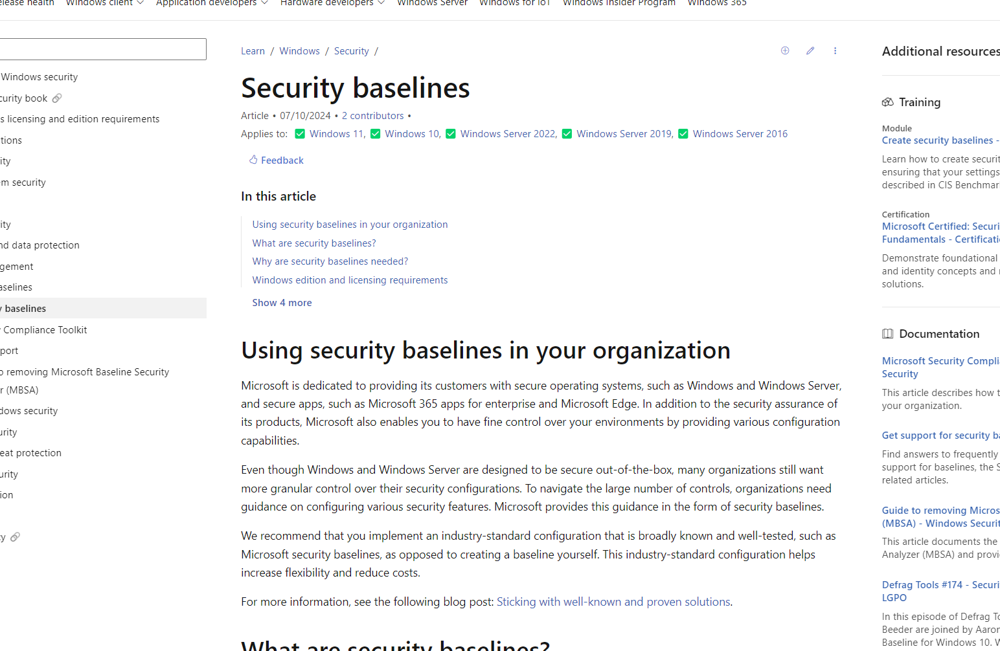 elease health Windows client Application developers Hardware developers Windows Server Windows for IoT Windows Insider Program Windows 365
Windows security
curity book
s licensing and edition requirements
tions
ity
m security
ity
nd data protection
gement
aselines
y baselines
Compliance Toolkit
port
o removing Microsoft Baseline Security
r (MBSA)
dows security
urity
eat protection
urity
ion
cy
Learn / Windows / Security /
Security baselines
Article • 07/10/2024 • 2 contributors •
Applies to: ✅ Windows 11, ✅ Windows 10, ✅ Windows Server 2022, ✅ Windows Server 2019, ✅ Windows Server 2016
Feedback
In this article
Using security baselines in your organization
What are security baselines?
Why are security baselines needed?
Windows edition and licensing requirements
Show 4 more
Using security baselines in your organization
Microsoft is dedicated to providing its customers with secure operating systems, such as Windows and Windows Server,
and secure apps, such as Microsoft 365 apps for enterprise and Microsoft Edge. In addition to the security assurance of
its products, Microsoft also enables you to have fine control over your environments by providing various configuration
capabilities.
Even though Windows and Windows Server are designed to be secure out-of-the-box, many organizations still want
more granular control over their security configurations. To navigate the large number of controls, organizations need
guidance on configuring various security features. Microsoft provides this guidance in the form of security baselines.
We recommend that you implement an industry-standard configuration that is broadly known and well-tested, such as
Microsoft security baselines, as opposed to creating a baseline yourself. This industry-standard configuration helps
increase flexibility and reduce costs.
For more information, see the following blog post: Sticking with well-known and proven solutions.
What are security baselines?
Additional resources
Training
Module
Create security baselines -
Learn how to create securit
ensuring that your settings
described in CIS Benchmar
Certification
Microsoft Certified: Securi
Fundamentals - Certificati
Demonstrate foundational
and identity concepts and
solutions.
Documentation
Microsoft Security Compli
Security
This article describes how t
your organization.
Get support for security ba
Find answers to frequently
support for baselines, the S
related articles.
Guide to removing Micros
(MBSA) - Windows Securit
This article documents the
Analyzer (MBSA) and provi
Defrag Tools #174 - Securi
LGPO
In this episode of Defrag To
Beeder are joined by Aaron
Baseline for Windows 10. W